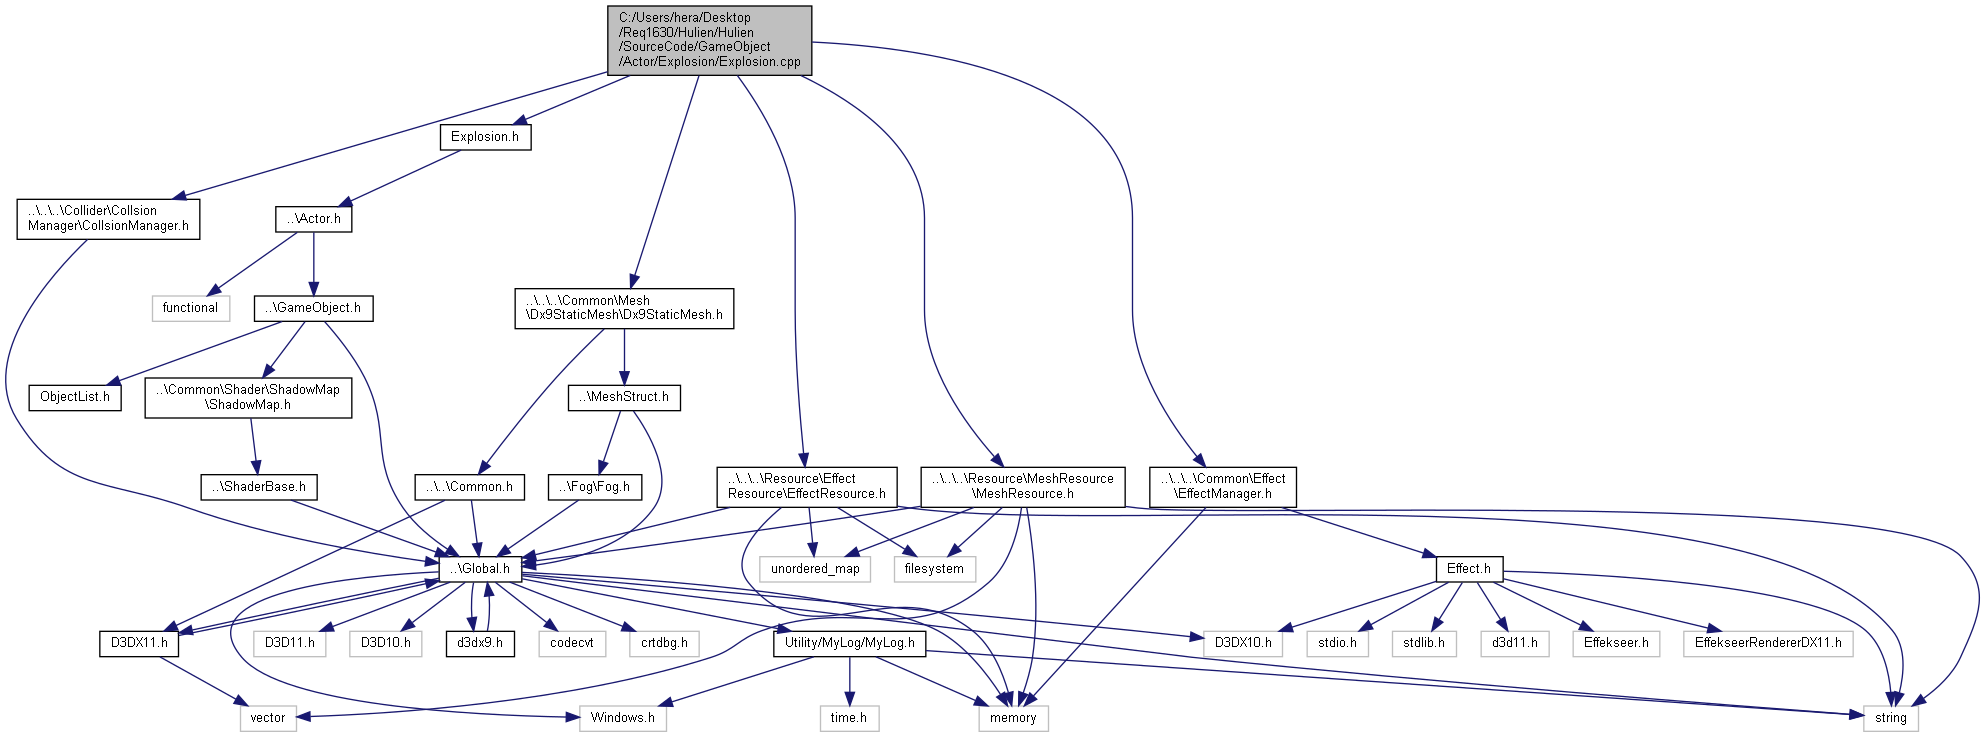 C:/Users/hera/Desktop
/Req1630/Hulien/Hulien
/SourceCode/GameObject
/Actor/Explosion/Explosion.cpp
Explosion.h
..\..\..\Collider\Collsion
Manager\CollsionManager.h
..\Actor.h
functional
..\GameObject.h
..\..\..\Common\Mesh
\Dx9StaticMesh\Dx9StaticMesh.h
ObjectList.h
..\Common\Shader\ShadowMap
\ShadowMap.h
..\MeshStruct.h
..\ShaderBase.h
..\..\Common.h
..\Fog\Fog.h
..\..\..\Resource\Effect
Resource\EffectResource.h
..\..\..\Resource\MeshResource
\MeshResource.h
..\..\..\Common\Effect
\EffectManager.h
..\Global.h
unordered_map
filesystem
Effect.h
D3DX11.h
D3D11.h
D3D10.h
d3dx9.h
codecvt
crtdbg.h
Utility/MyLog/MyLog.h
D3DX10.h
stdio.h
stdlib.h
d3d11.h
Effekseer.h
EffekseerRendererDX11.h
vector
Windows.h
time.h
memory
string